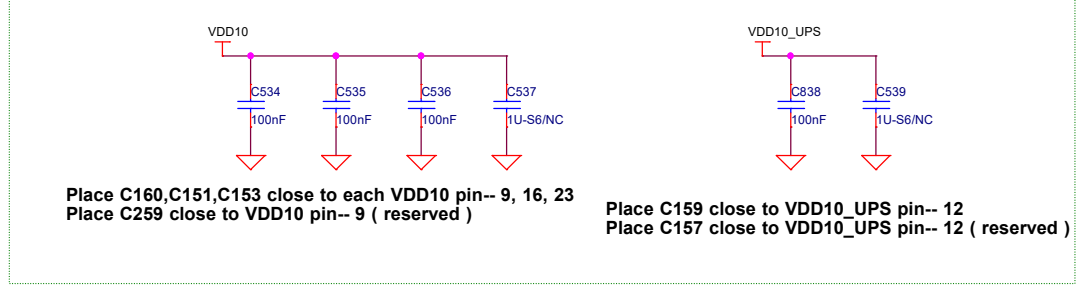 VDD10
VDD10_UPS
C534
C535
C536
C537
C838
C539
100nF
100nF
100nF
1U-S6/NC
100nF
1U-S6/NC
Place C160,C151,C153 close to each VDD10 pin-- 9, 16, 23
Place C259 close to VDD10 pin-- 9 ( reserved )
Place C159 close to VDD10_UPS pin-- 12
Place C157 close to VDD10_UPS pin-- 12 ( reserved )